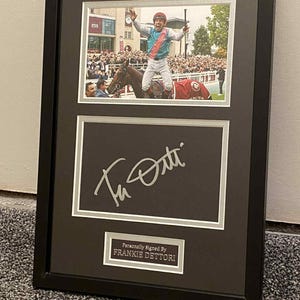 Personally Signed By
FRANKIE DETTORI